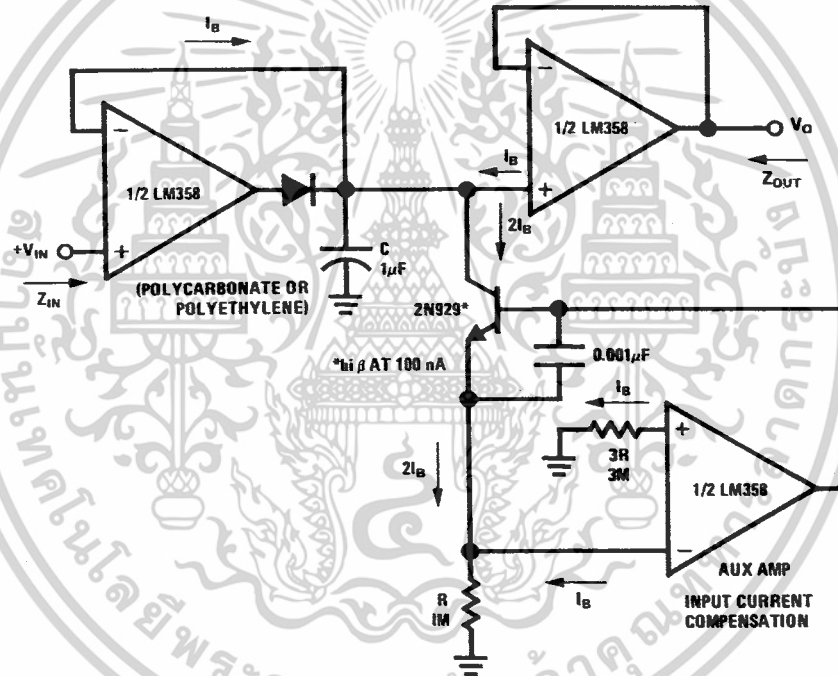 I_B
−
1/2 LM358
+
+V_IN
Z_IN
C
1μF
(POLYCARBONATE OR
POLYETHYLENE)
−
1/2 LM358
+
I_B
V_O
Z_OUT
2I_B
2N929*
*hi β AT 100 nA
0.001μF
I_B
+
3R
3M
1/2 LM358
−
2I_B
I_B
R
1M
AUX AMP
INPUT CURRENT
COMPENSATION